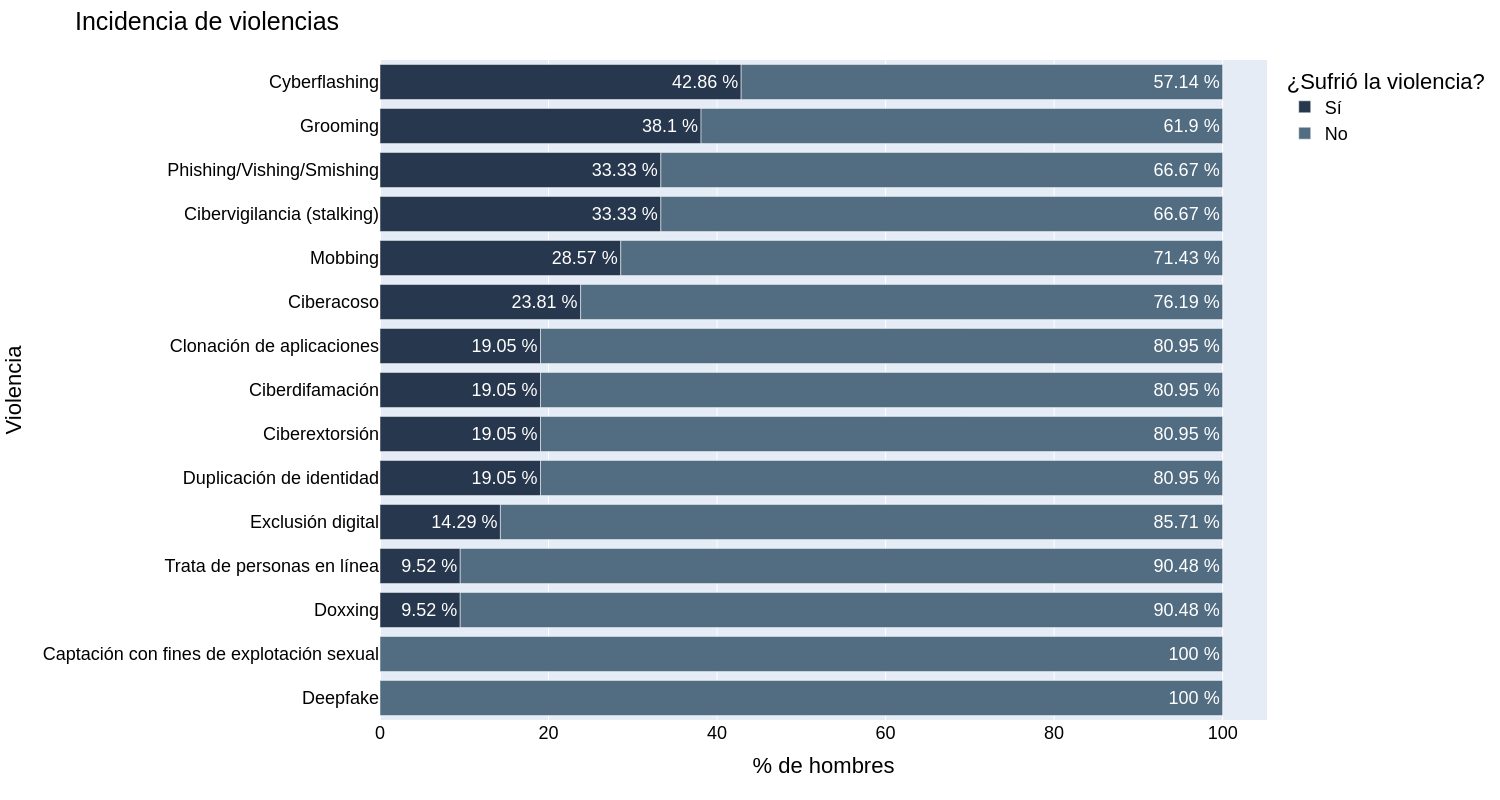 Incidencia de violencias
¿Sufrió la violencia?
Sí
No
Violencia
Cyberflashing 42.86 % 57.14 %
Grooming 38.1 % 61.9 %
Phishing/Vishing/Smishing 33.33 % 66.67 %
Cibervigilancia (stalking) 33.33 % 66.67 %
Mobbing 28.57 % 71.43 %
Ciberacoso 23.81 % 76.19 %
Clonación de aplicaciones 19.05 % 80.95 %
Ciberdifamación 19.05 % 80.95 %
Ciberextorsión 19.05 % 80.95 %
Duplicación de identidad 19.05 % 80.95 %
Exclusión digital 14.29 % 85.71 %
Trata de personas en línea 9.52 % 90.48 %
Doxxing 9.52 % 90.48 %
Captación con fines de explotación sexual 100 %
Deepfake 100 %
0 20 40 60 80 100
% de hombres